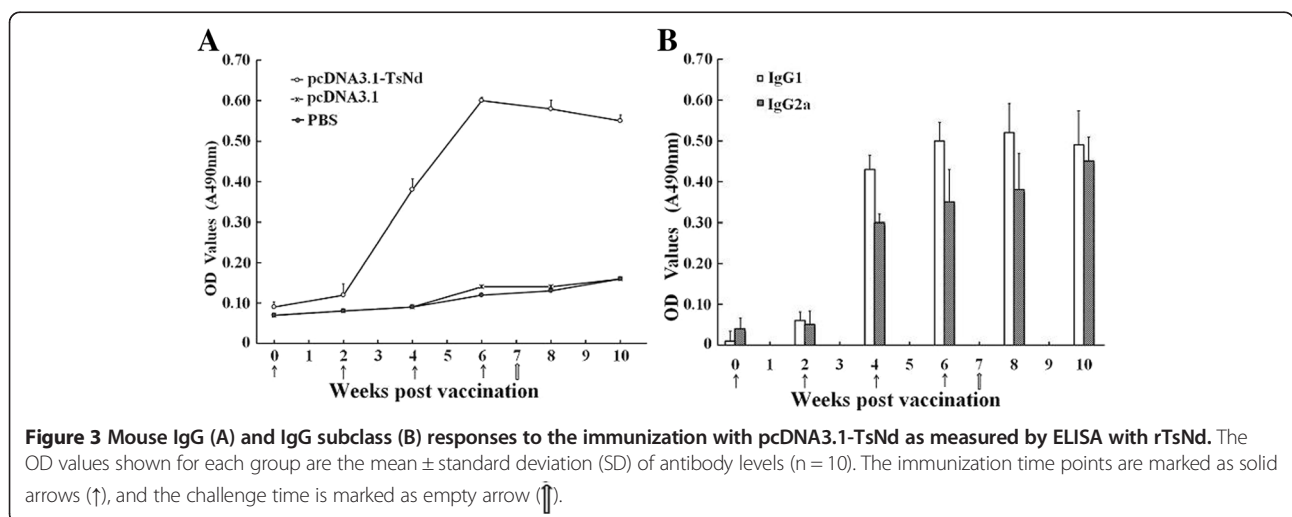 A
0.70
0.60
0.50
0.40
0.30
0.20
0.10
0
OD Values (A490nm)
pcDNA3.1-TsNd
pcDNA3.1
PBS
0 1 2 3 4 5 6 7 8 9 10
↑ ↑ ↑ ↑ ⇑
Weeks post vaccination
B
0.70
0.60
0.50
0.40
0.30
0.20
0.10
0
OD Values (A490nm)
IgG1
IgG2a
0 1 2 3 4 5 6 7 8 9 10
↑ ↑ ↑ ↑ ⇑
Weeks post vaccination
Figure 3 Mouse IgG (A) and IgG subclass (B) responses to the immunization with pcDNA3.1-TsNd as measured by ELISA with rTsNd. The
OD values shown for each group are the mean ± standard deviation (SD) of antibody levels (n = 10). The immunization time points are marked as solid
arrows (↑), and the challenge time is marked as empty arrow (⇑).